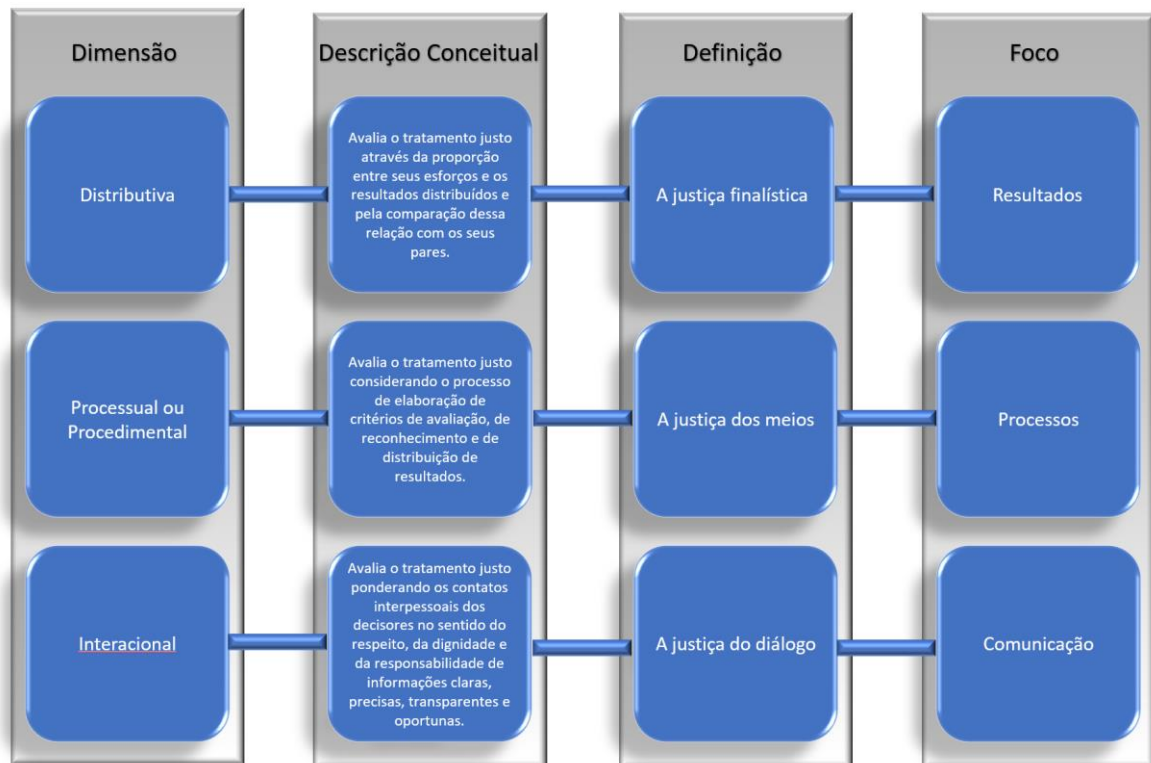 Dimensão
Descrição Conceitual
Definição
Foco
Distributiva
Avalia o tratamento justo
através da proporção
entre seus esforços e os
resultados distribuídos e
pela comparação dessa
relação com os seus
pares.
A justiça finalística
Resultados
Processual ou
Procedimental
Avalia o tratamento justo
considerando o processo
de elaboração de
critérios de avaliação, de
reconhecimento e de
distribuição de
resultados.
A justiça dos meios
Processos
Interacional
Avalia o tratamento justo
ponderando os contatos
interpessoais dos
decisores no sentido do
respeito, da dignidade e
da responsabilidade de
informações claras,
precisas, transparentes e
oportunas.
A justiça do diálogo
Comunicação